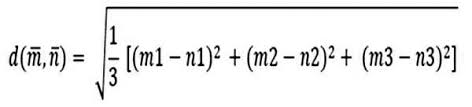 d(m̅,n̅) = √(1/3 [(m1 − n1)² + (m2 − n2)² + (m3 − n3)²])